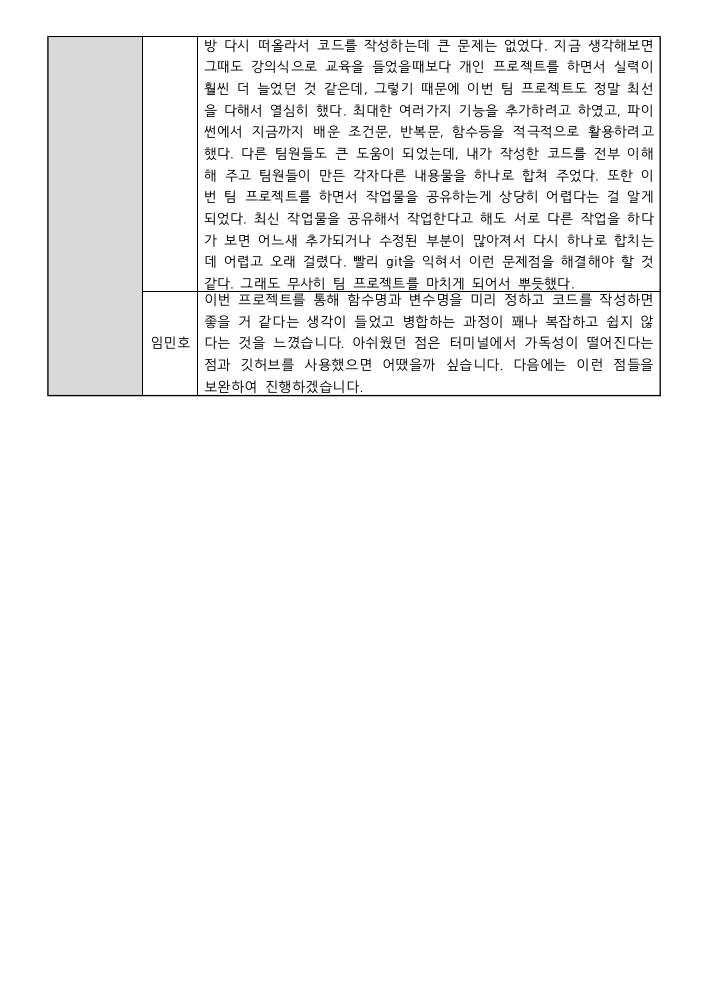 방 다시 떠올라서 코드를 작성하는데 큰 문제는 없었다. 지금 생각해보면
그때도 강의식으로 교육을 들었을때보다 개인 프로젝트를 하면서 실력이
훨씬 더 늘었던 것 같은데, 그렇기 때문에 이번 팀 프로젝트도 정말 최선
을 다해서 열심히 했다. 최대한 여러가지 기능을 추가하려고 하였고, 파이
썬에서 지금까지 배운 조건문, 반복문, 함수등을 적극적으로 활용하려고
했다. 다른 팀원들도 큰 도움이 되었는데, 내가 작성한 코드를 전부 이해
해 주고 팀원들이 만든 각자다른 내용물을 하나로 합쳐 주었다. 또한 이
번 팀 프로젝트를 하면서 작업물을 공유하는게 상당히 어렵다는 걸 알게
되었다. 최신 작업물을 공유해서 작업한다고 해도 서로 다른 작업을 하다
가 보면 어느새 추가되거나 수정된 부분이 많아져서 다시 하나로 합치는
데 어렵고 오래 걸렸다. 빨리 git을 익혀서 이런 문제점을 해결해야 할 것
같다. 그래도 무사히 팀 프로젝트를 마치게 되어서 뿌듯했다.
임민호
이번 프로젝트를 통해 함수명과 변수명을 미리 정하고 코드를 작성하면
좋을 거 같다는 생각이 들었고 병합하는 과정이 꽤나 복잡하고 쉽지 않
다는 것을 느꼈습니다. 아쉬웠던 점은 터미널에서 가독성이 떨어진다는
점과 깃허브를 사용했으면 어땠을까 싶습니다. 다음에는 이런 점들을
보완하여 진행하겠습니다.